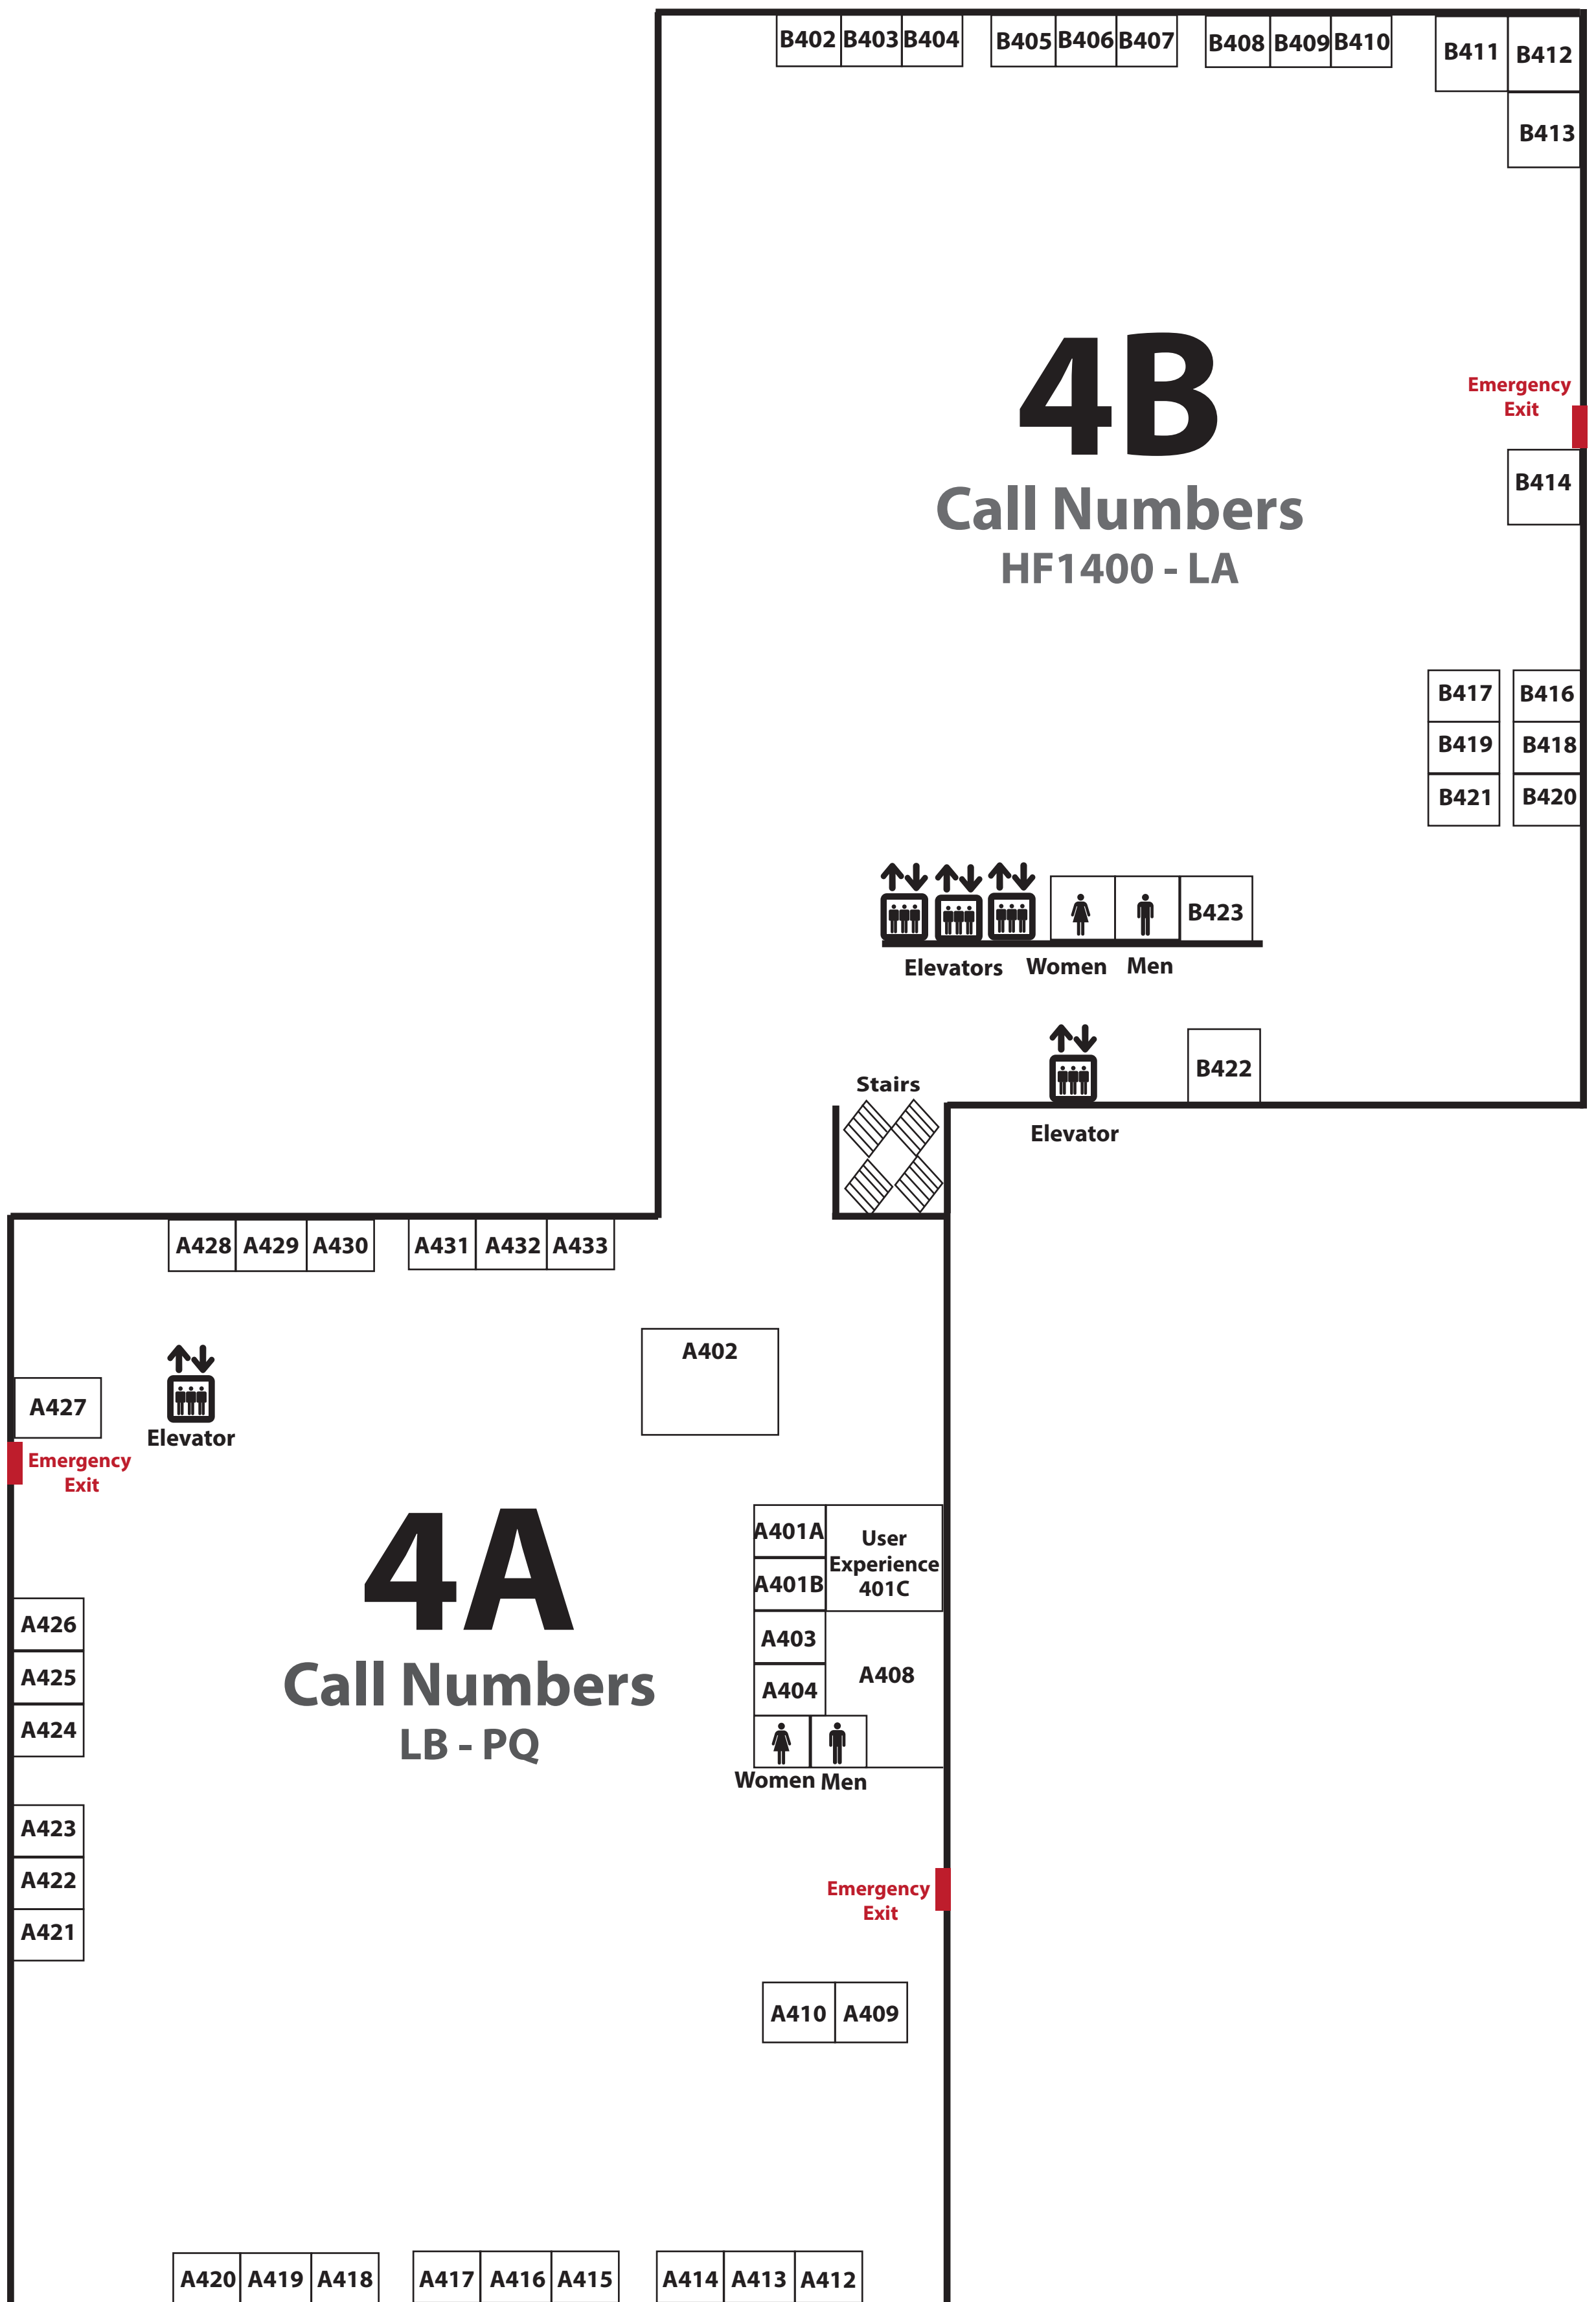 B402 B403 B404 B405 B406 B407 B408 B409 B410 B411 B412
B413
4B
Call Numbers
HF1400 - LA
Emergency
Exit
B414
B417 B416
B419 B418
B421 B420
B423
Elevators Women Men
B422
Stairs
Elevator
A428 A429 A430 A431 A432 A433
A402
A427
Elevator
Emergency
Exit
4A
Call Numbers
LB - PQ
A401A
A401B
User
Experience
401C
A403
A404
A408
Women Men
A426
A425
A424
A423
A422
A421
Emergency
Exit
A410 A409
A420 A419 A418 A417 A416 A415 A414 A413 A412